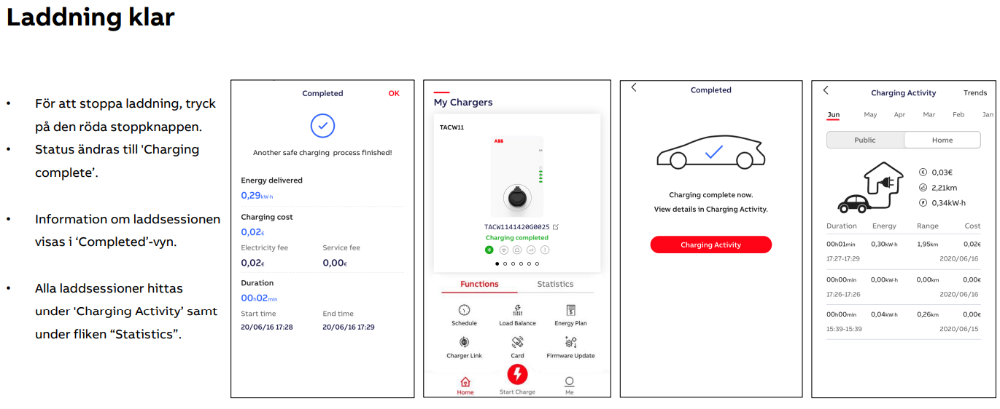 Laddning klar
• För att stoppa laddning, tryck
på den röda stoppknappen.
• Status ändras till 'Charging
complete’.
• Information om laddsessionen
visas i ‘Completed’-vyn.
• Alla laddsessioner hittas
under 'Charging Activity’ samt
under fliken “Statistics”.
Completed OK
Another safe charging process finished!
Energy delivered
0,29kW·h
Charging cost
0,02€
Electricity fee Service fee
0,02€ 0,00€
Duration
00h02min
Start time End time
20/06/16 17:28 20/06/16 17:29
My Chargers
TACW11
ABB
TACW1141420G0025
Charging completed
Functions Statistics
Schedule Load Balance Energy Plan
Charger Link Card Firmware Update
Home Start Charge Me
Completed
Charging complete now.
View details in Charging Activity.
Charging Activity
Charging Activity Trends
Jun May Apr Mar Feb Jan
Public Home
0,03€
2,21km
0,34kW·h
Duration Energy Range Cost
00h01min 0,30kW·h 1,95km 0,02€
17:27-17:29 2020/06/16
00h00min 0,00kW·h 0,00km 0,00€
17:26-17:26 2020/06/16
00h00min 0,04kW·h 0,26km 0,00€
15:39-15:39 2020/06/15